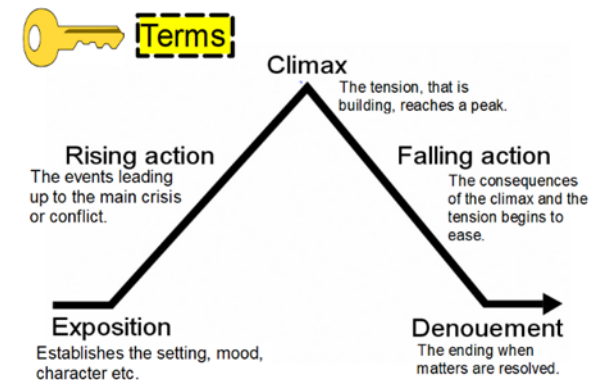 Terms
Climax
The tension, that is
building, reaches a peak.
Rising action
The events leading
up to the main crisis
or conflict.
Falling action
The consequences
of the climax and the
tension begins to
ease.
Exposition
Establishes the setting, mood,
character etc.
Denouement
The ending when
matters are resolved.